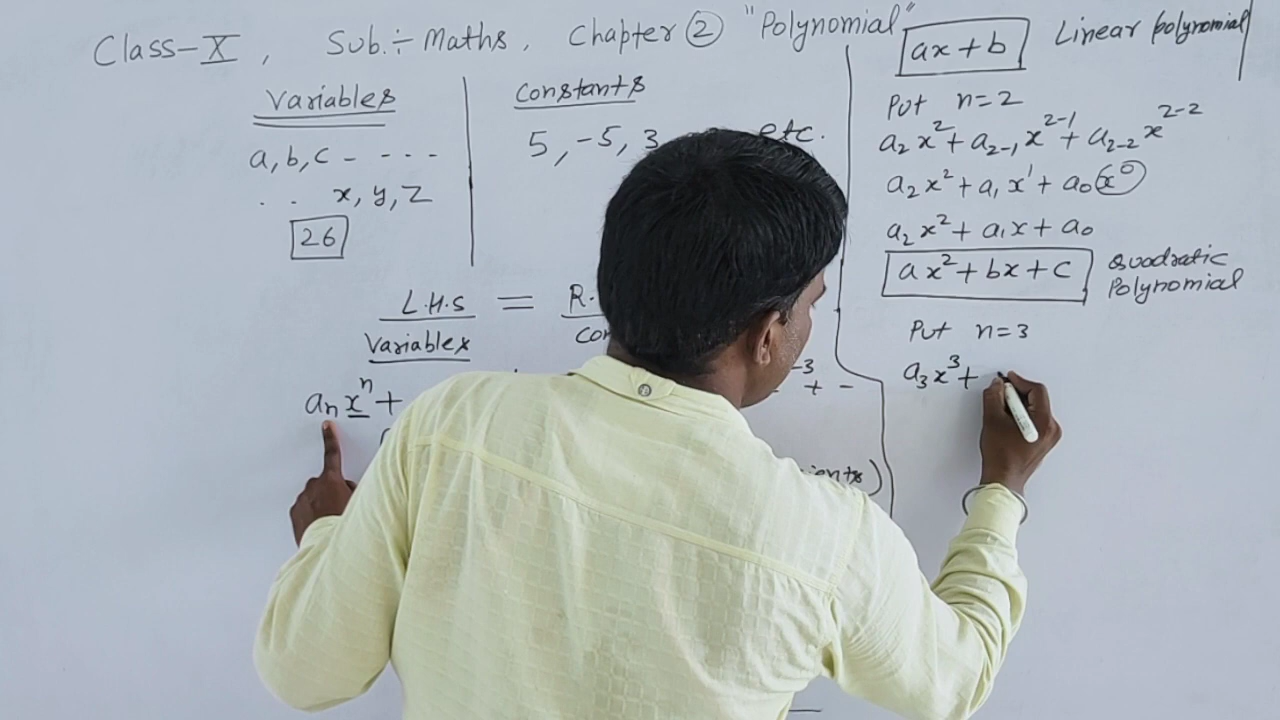 Class-X, Sub.÷ Maths, Chapter ② "Polynomial"
Variables
a, b, c - - - - -
. . x, y, z
26
Constants
5, -5, 3 etc.
L.H.S = R.
Variables
aₙxⁿ +
⁻³ + -
)
ax + b Linear polynomial
Put n=2
a₂x² + a₂₋₁x²⁻¹ + a₂₋₂x²⁻²
a₂x² + a₁x¹ + a₀x⁰
a₂x² + a₁x + a₀
ax² + bx + c Quadratic Polynomial
Put n=3
a₃x³ +